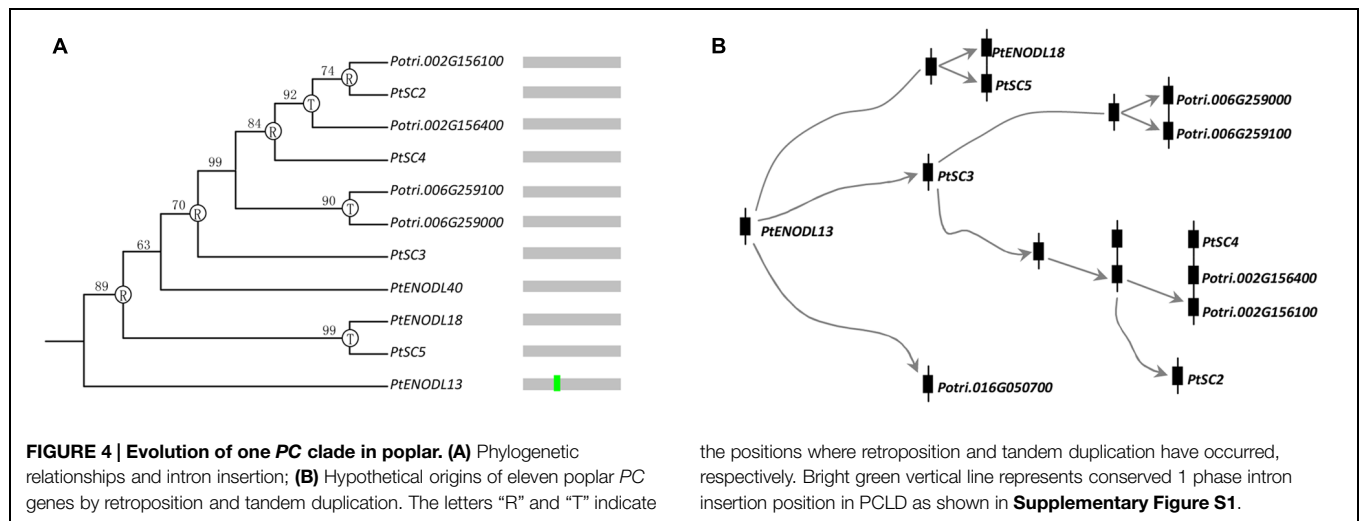 A
Potri.002G156100
74
R
PtSC2
92
T
Potri.002G156400
84
R
PtSC4
99
Potri.006G259100
90
T
Potri.006G259000
70
R
PtSC3
63
PtENODL40
89
R
PtENODL18
99
T
PtSC5
PtENODL13
B
PtENODL18
PtSC5
Potri.006G259000
Potri.006G259100
PtSC3
PtENODL13
PtSC4
Potri.002G156400
Potri.002G156100
PtSC2
Potri.016G050700
FIGURE 4 | Evolution of one PC clade in poplar. (A) Phylogenetic
relationships and intron insertion; (B) Hypothetical origins of eleven poplar PC
genes by retroposition and tandem duplication. The letters “R” and “T” indicate
the positions where retroposition and tandem duplication have occurred,
respectively. Bright green vertical line represents conserved 1 phase intron
insertion position in PCLD as shown in Supplementary Figure S1.